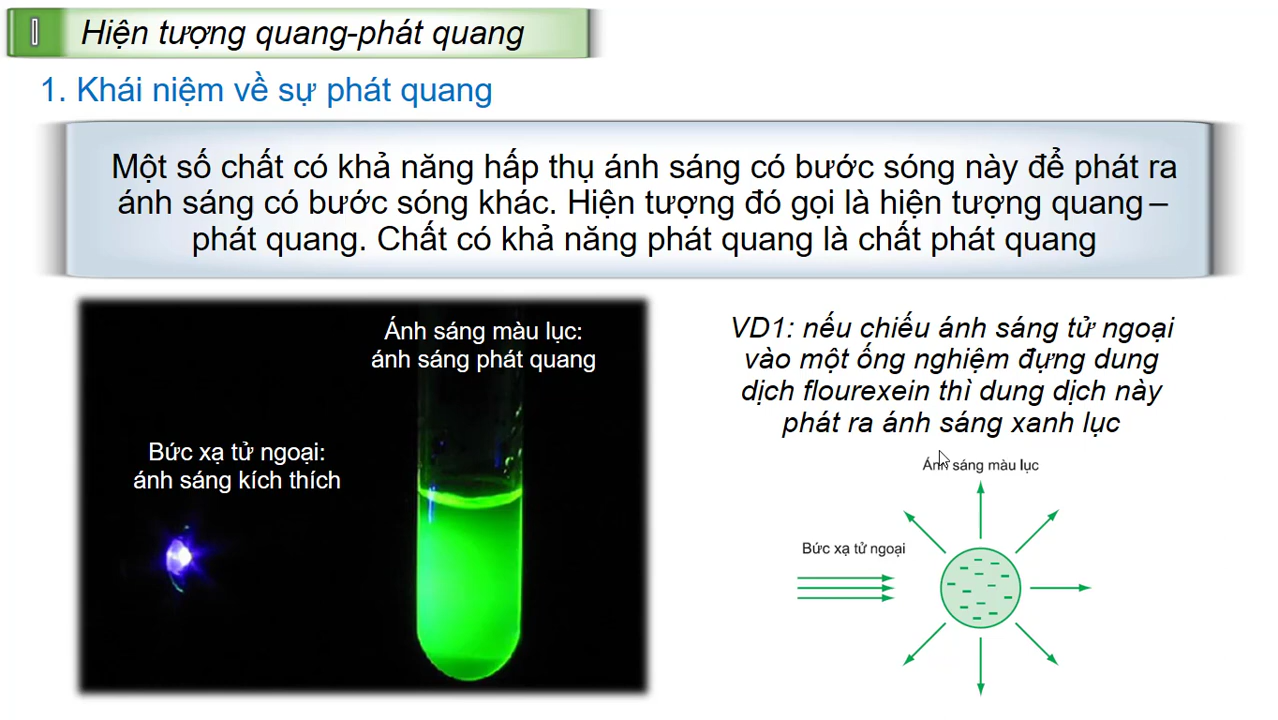 I Hiện tượng quang-phát quang
1. Khái niệm về sự phát quang
Một số chất có khả năng hấp thụ ánh sáng có bước sóng này để phát ra
ánh sáng có bước sóng khác. Hiện tượng đó gọi là hiện tượng quang –
phát quang. Chất có khả năng phát quang là chất phát quang
Ánh sáng màu lục:
ánh sáng phát quang
Bức xạ tử ngoại:
ánh sáng kích thích
VD1: nếu chiếu ánh sáng tử ngoại
vào một ống nghiệm đựng dung
dịch flourexein thì dung dịch này
phát ra ánh sáng xanh lục
Ánh sáng màu lục
Bức xạ tử ngoại